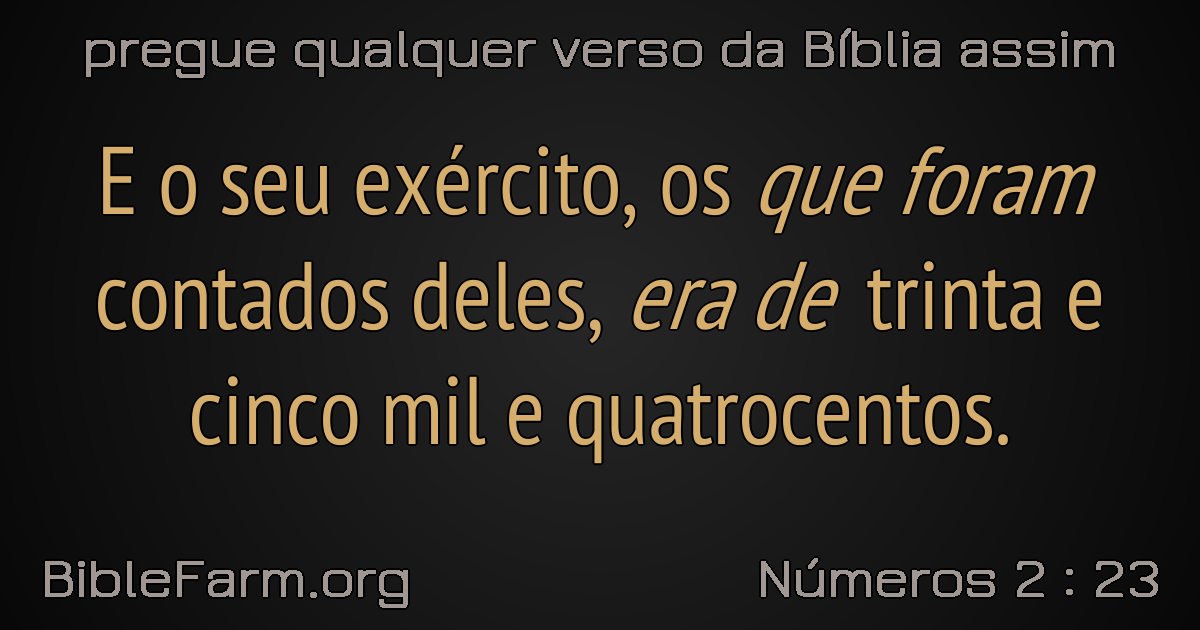 pregue qualquer verso da Bíblia assim
E o seu exército, os que foram
contados deles, era de trinta e
cinco mil e quatrocentos.
BibleFarm.org
Números 2 : 23